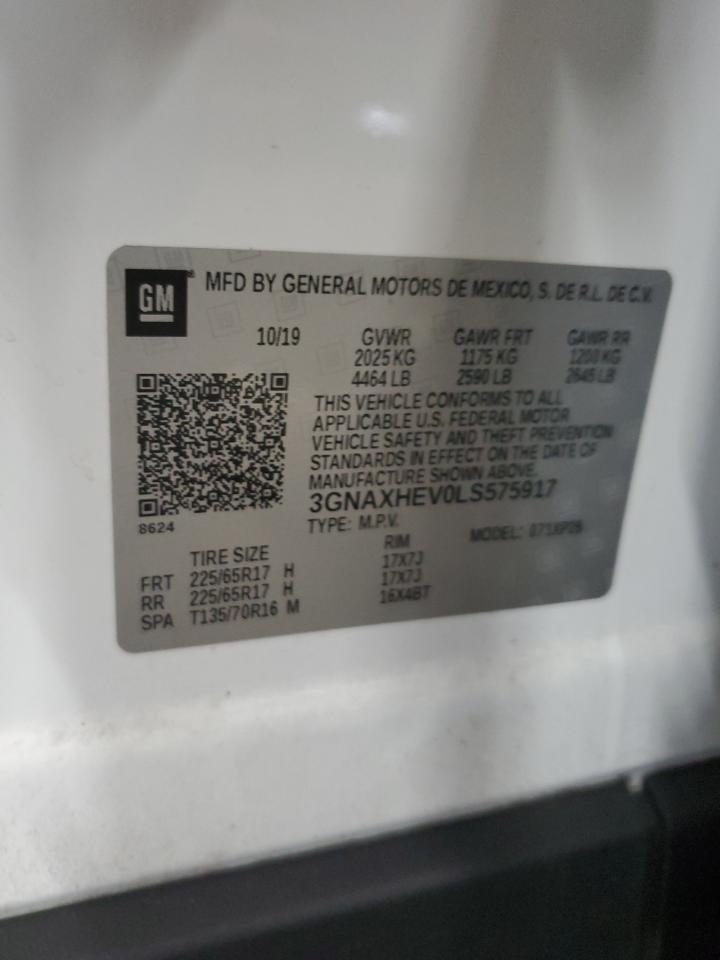 GM
MFD BY GENERAL MOTORS DE MEXICO, S. DE R.L. DE C.V.
10/19 GVWR GAWR FRT GAWR RR
2025 KG 1175 KG 1200 KG
4464 LB 2590 LB 2645 LB
THIS VEHICLE CONFORMS TO ALL
APPLICABLE U.S. FEDERAL MOTOR
VEHICLE SAFETY AND THEFT PREVENTION
STANDARDS IN EFFECT ON THE DATE OF
MANUFACTURE SHOWN ABOVE.
3GNAXHEV0LS575917
8624
TYPE: M.P.V. MODEL:
TIRE SIZE RIM
FRT 225/65R17 H 17X7J
RR 225/65R17 H 17X7J
SPA T135/70R16 M 16X4BT